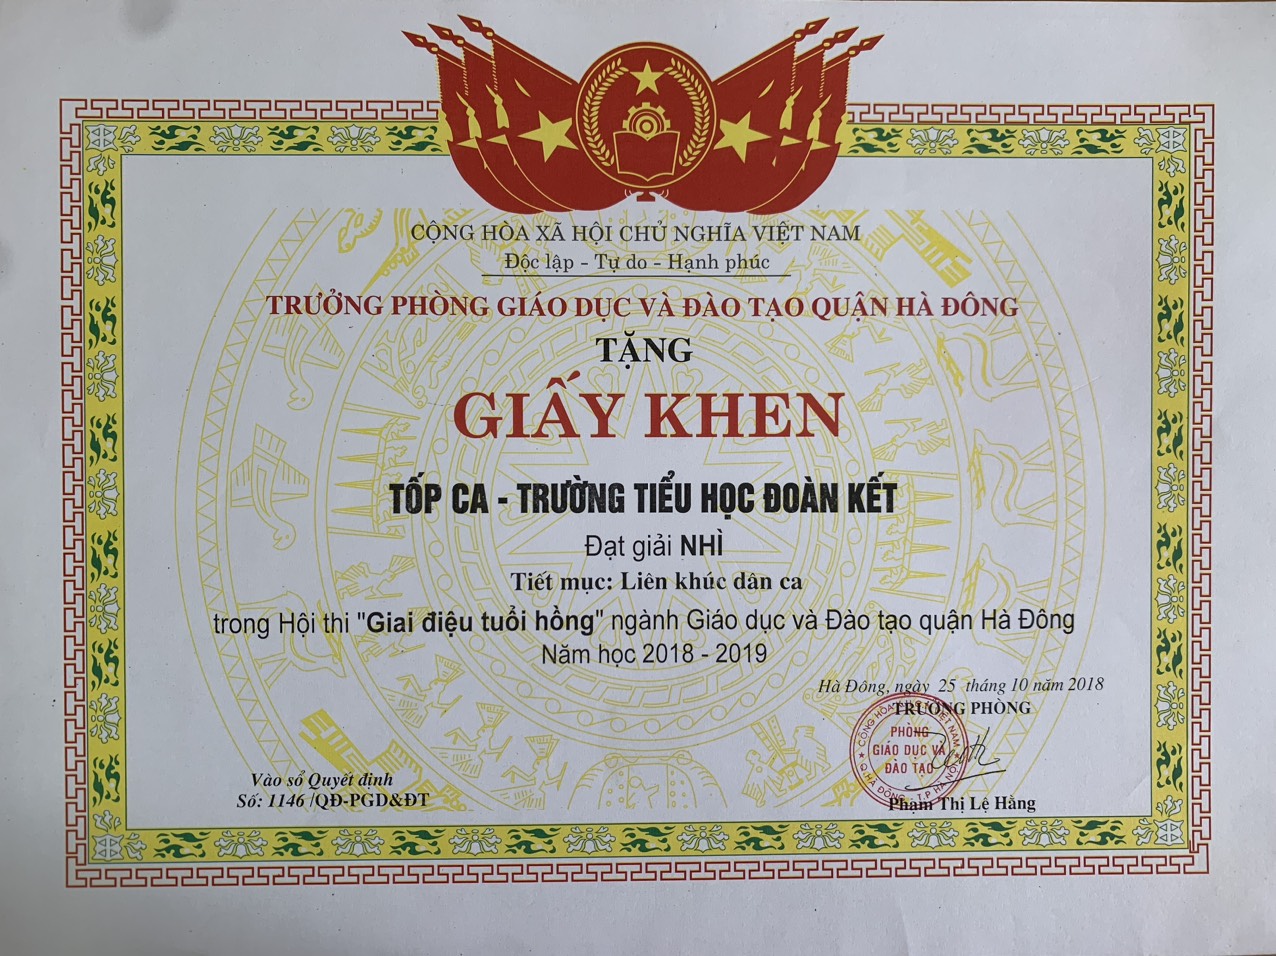 CỘNG HÒA XÃ HỘI CHỦ NGHĨA VIỆT NAM
Độc lập - Tự do - Hạnh phúc
TRƯỞNG PHÒNG GIÁO DỤC VÀ ĐÀO TẠO QUẬN HÀ ĐÔNG
TẶNG
GIẤY KHEN
TỐP CA - TRƯỜNG TIỂU HỌC ĐOÀN KẾT
Đạt giải NHÌ
Tiết mục: Liên khúc dân ca
trong Hội thi "Giai điệu tuổi hồng" ngành Giáo dục và Đào tạo quận Hà Đông
Năm học 2018 - 2019
Hà Đông, ngày 25 tháng 10 năm 2018
TRƯỞNG PHÒNG
PHÒNG
GIÁO DỤC VÀ
ĐÀO TẠO
Q. HÀ ĐÔNG - T.P HÀ NỘI
Phạm Thị Lệ Hằng
Vào sổ Quyết định
Số: 1146 /QĐ-PGD&ĐT